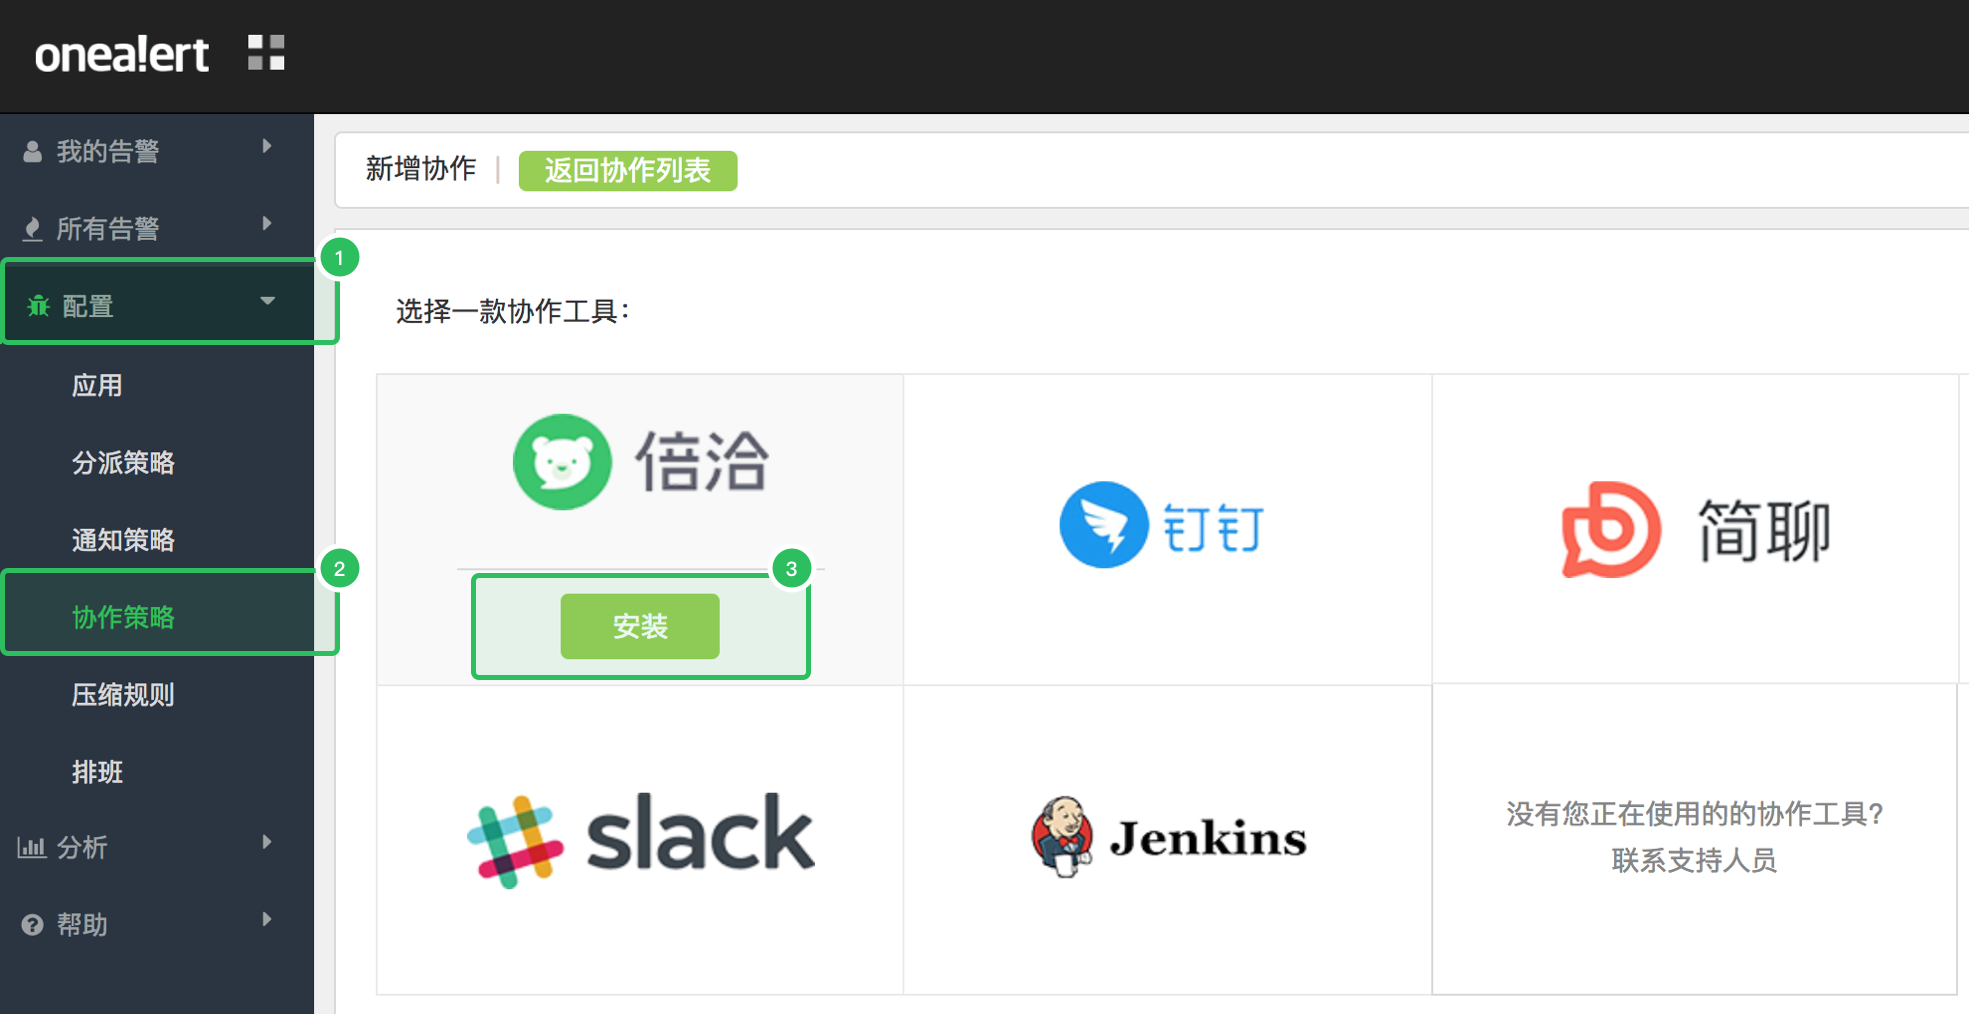 onea!ert
我的告警
所有告警
1
配置
应用
分派策略
通知策略
2
协作策略
压缩规则
排班
分析
帮助
新增协作 | 返回协作列表
选择一款协作工具：
倍洽
3
安装
钉钉
简聊
slack
Jenkins
没有您正在使用的的协作工具?
联系支持人员